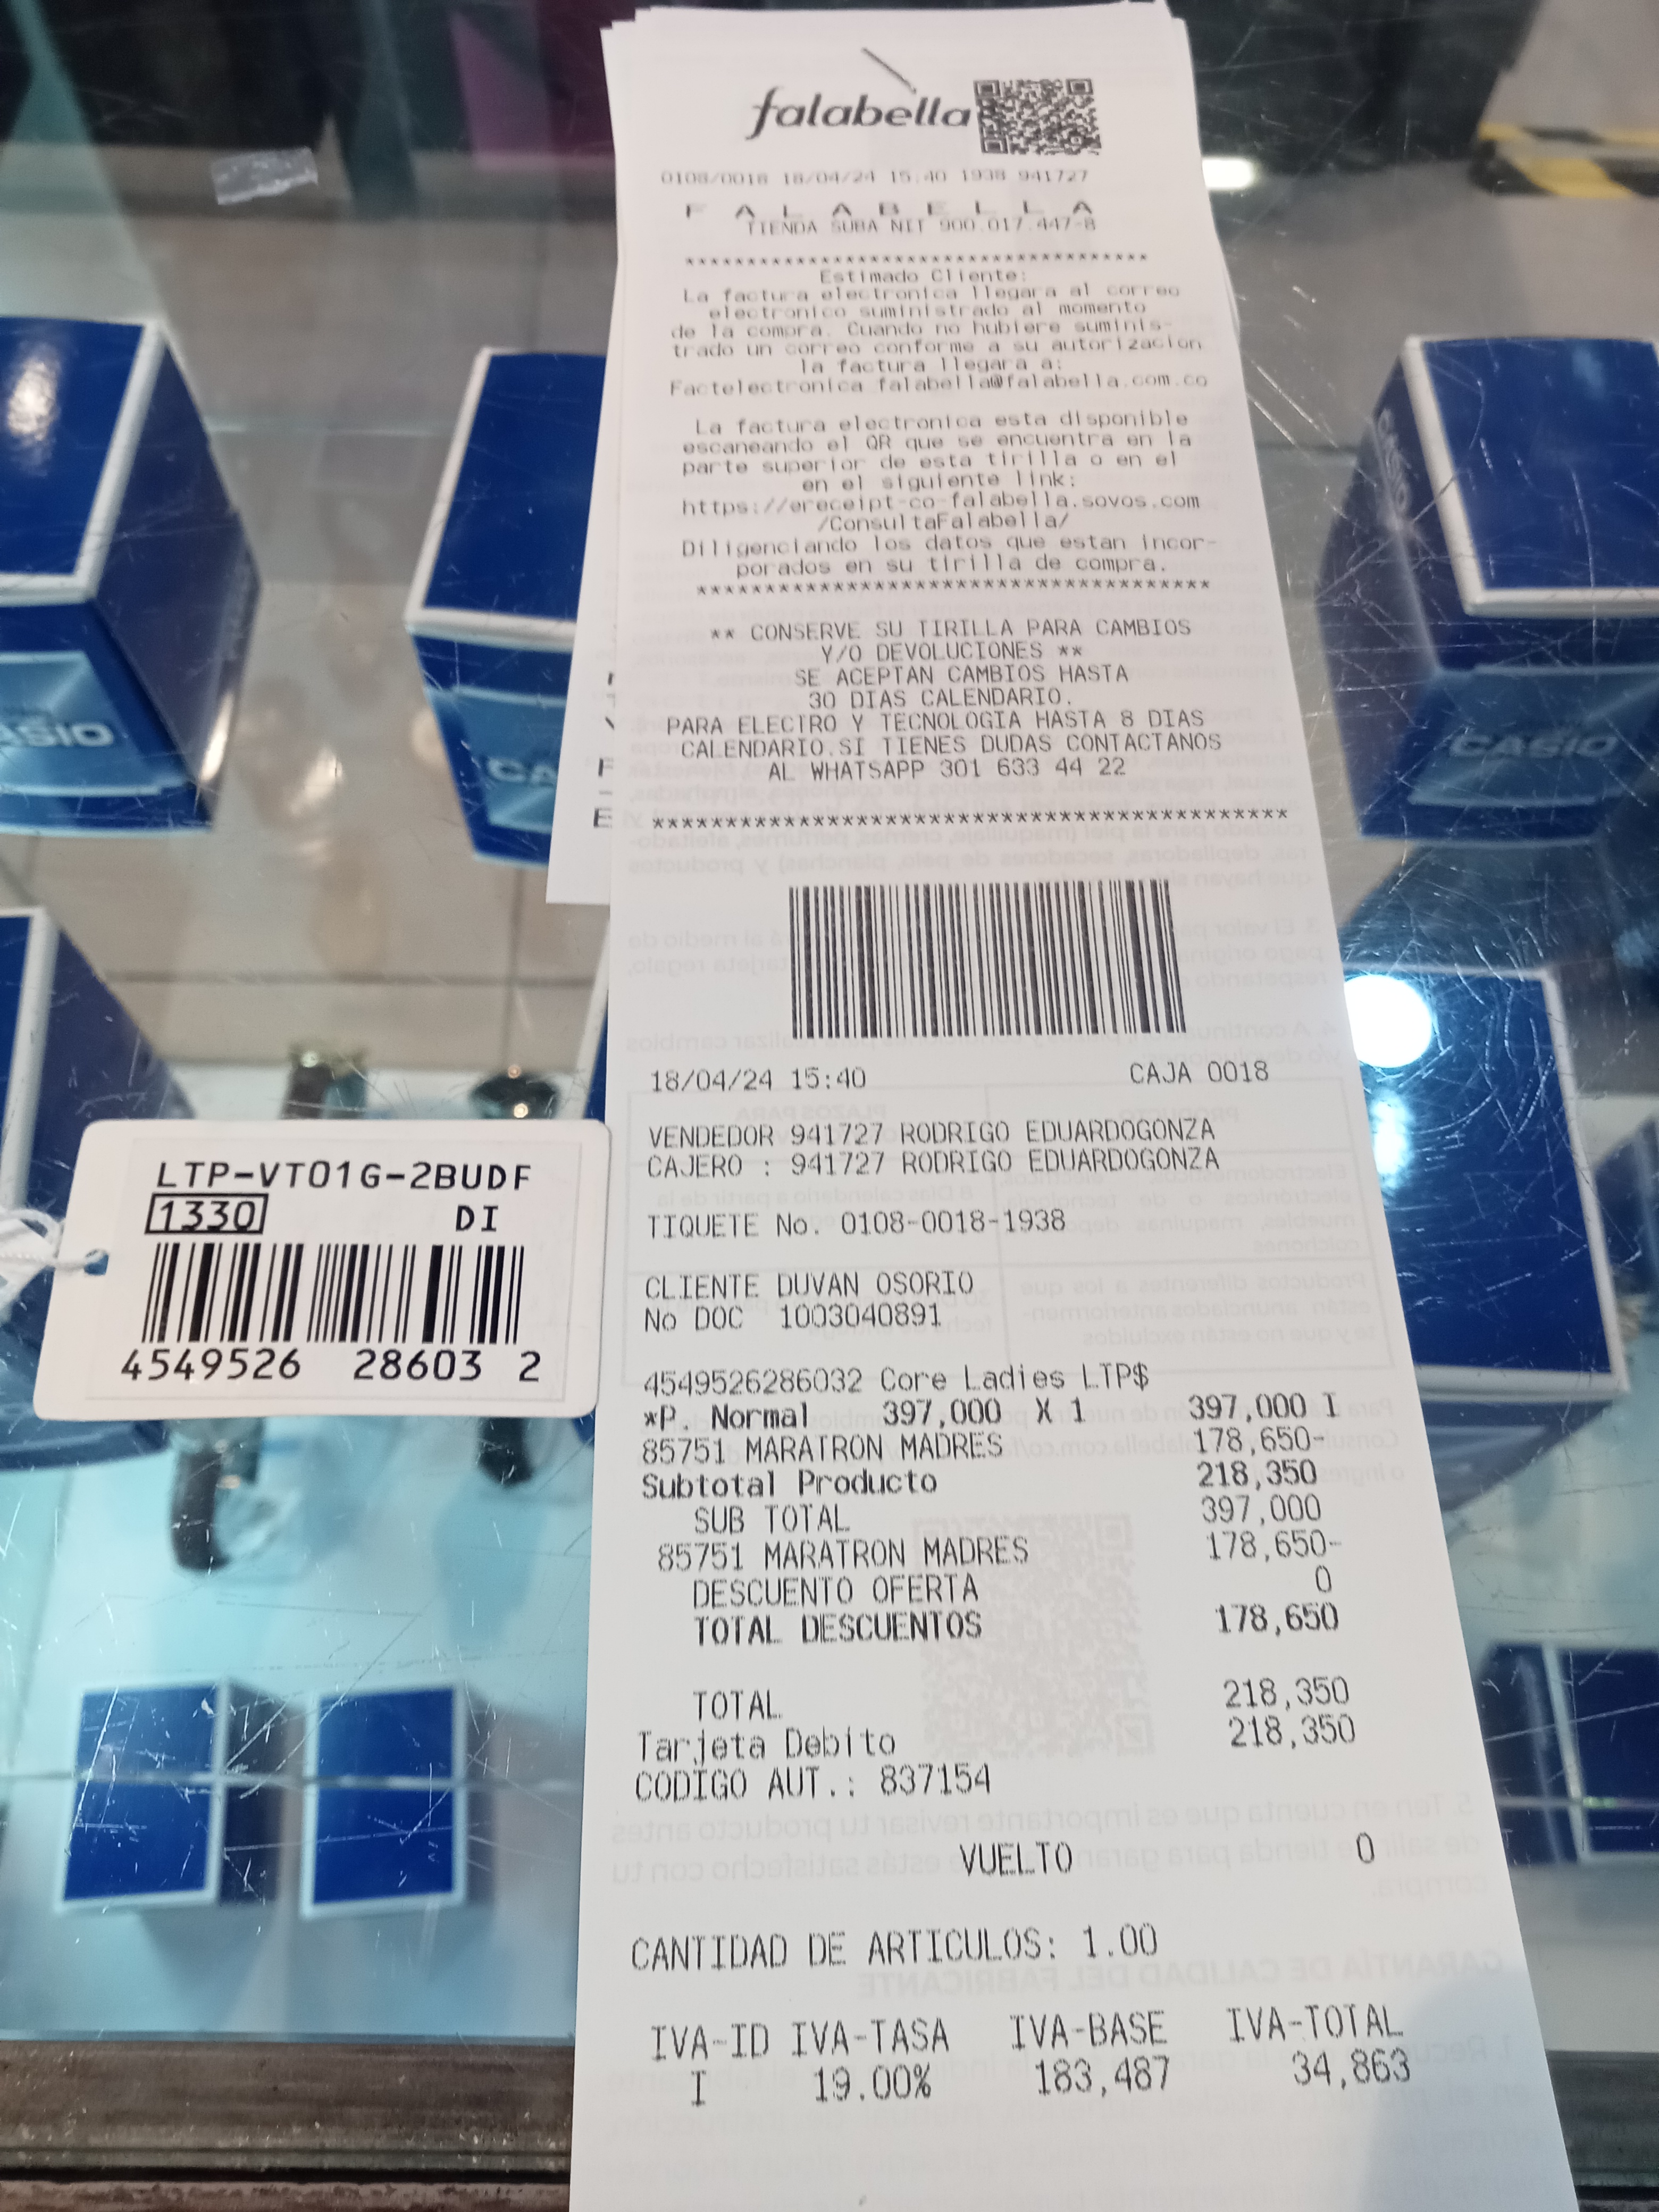 falabella
0108/0018 18/04/24 15:40 1938 941727
F A L A B E L L A
TIENDA SUBA NIT 900.017.447-8
*************************************
Estimado Cliente:
La factura electronica llegara al correo
electronico suministrado al momento
de la compra. Cuando no hubiere suminis-
trado un correo conforme a su autorizacion
la factura llegara a:
Factelectronica falabella@falabella.com.co
La factura electronica esta disponible
escaneando el QR que se encuentra en la
parte superior de esta tirilla o en el
en el siguiente link:
https://ereceipt-co-falabella.sovos.com
/ConsultaFalabella/
Diligenciando los datos que estan incor-
porados en su tirilla de compra.
*************************************
** CONSERVE SU TIRILLA PARA CAMBIOS
Y/O DEVOLUCIONES **
SE ACEPTAN CAMBIOS HASTA
30 DIAS CALENDARIO.
PARA ELECTRO Y TECNOLOGIA HASTA 8 DIAS
CALENDARIO.SI TIENES DUDAS CONTACTANOS
AL WHATSAPP 301 633 44 22
******************************************
18/04/24 15:40 CAJA 0018
VENDEDOR 941727 RODRIGO EDUARDOGONZA
CAJERO : 941727 RODRIGO EDUARDOGONZA
TIQUETE No. 0108-0018-1938
CLIENTE DUVAN OSORIO
No DOC 1003040891
4549526286032 Core Ladies LTP$
*P. Normal 397,000 X 1 397,000 I
85751 MARATRON MADRES 178,650-
Subtotal Producto 218,350
SUB TOTAL 397,000
85751 MARATRON MADRES 178,650-
DESCUENTO OFERTA 0
TOTAL DESCUENTOS 178,650
TOTAL 218,350
Tarjeta Debito 218,350
CODIGO AUT.: 837154
VUELTO 0
CANTIDAD DE ARTICULOS: 1.00
IVA-ID IVA-TASA IVA-BASE IVA-TOTAL
I 19.00% 183,487 34,863
LTP-VT01G-2BUDF
1330 DI
4549526 28603 2
CASIO
CASIO